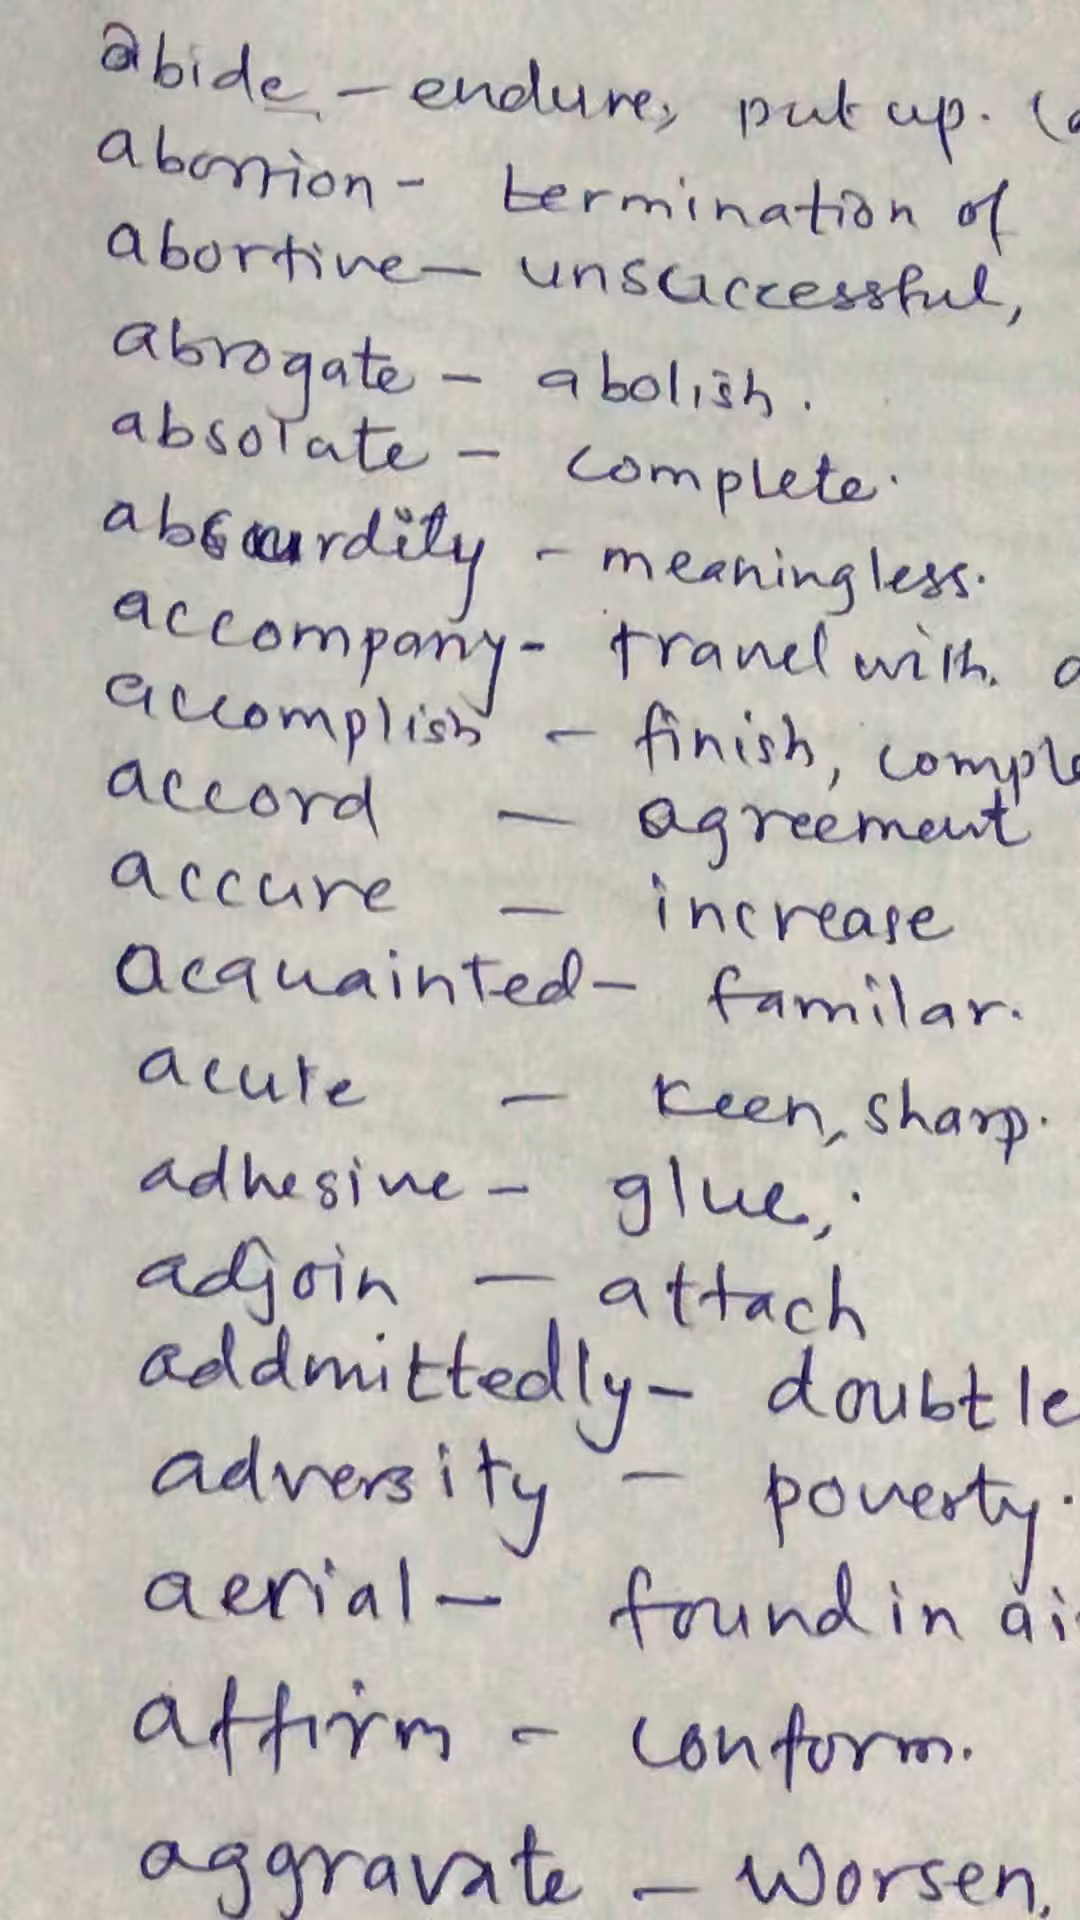 abide - endure, put up. (a
abortion - termination of
abortive - unsuccessful,
abrogate - abolish.
absolate - complete.
absurdity - meaningless.
accompany - travel with. a
accomplish - finish, comple
accord - agreement
accure - increase
acquainted - familar.
acute - keen, sharp.
adhesive - glue,.
adjoin - attach
addmittedly - doubtle
adversity - poverty.
aerial - found in ai
affirm - conform.
aggravate - worsen,